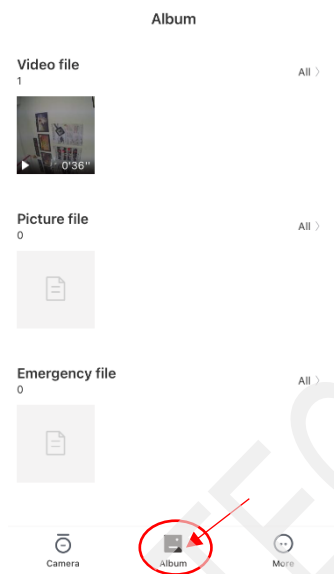 Album
Video file
All
1
0'36''
Picture file
All
0
Emergency file
All
0
Camera
Album
More